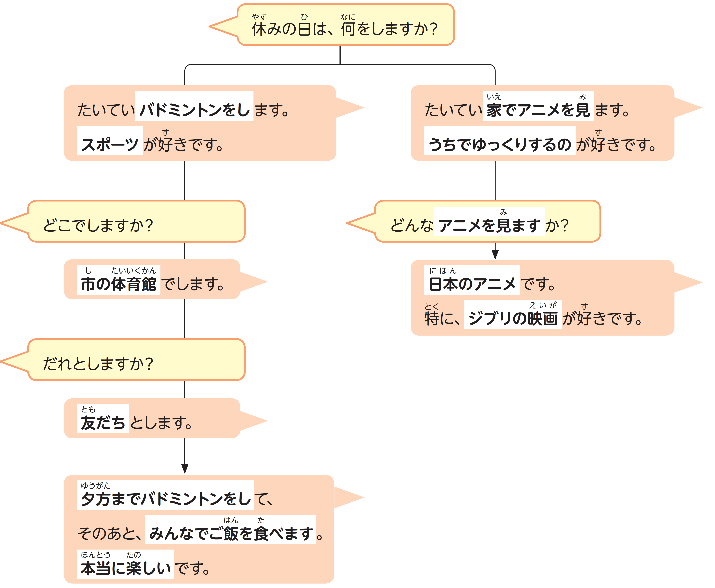 休みの日は、何をしますか？
たいていバドミントンをします。
スポーツが好きです。
どこでしますか？
市の体育館でします。
だれとしますか？
友だちとします。
夕方までバドミントンをして、
そのあと、みんなでご飯を食べます。
本当に楽しいです。
たいてい家でアニメを見ます。
うちでゆっくりするのが好きです。
どんなアニメを見ますか？
日本のアニメです。
特に、ジブリの映画が好きです。